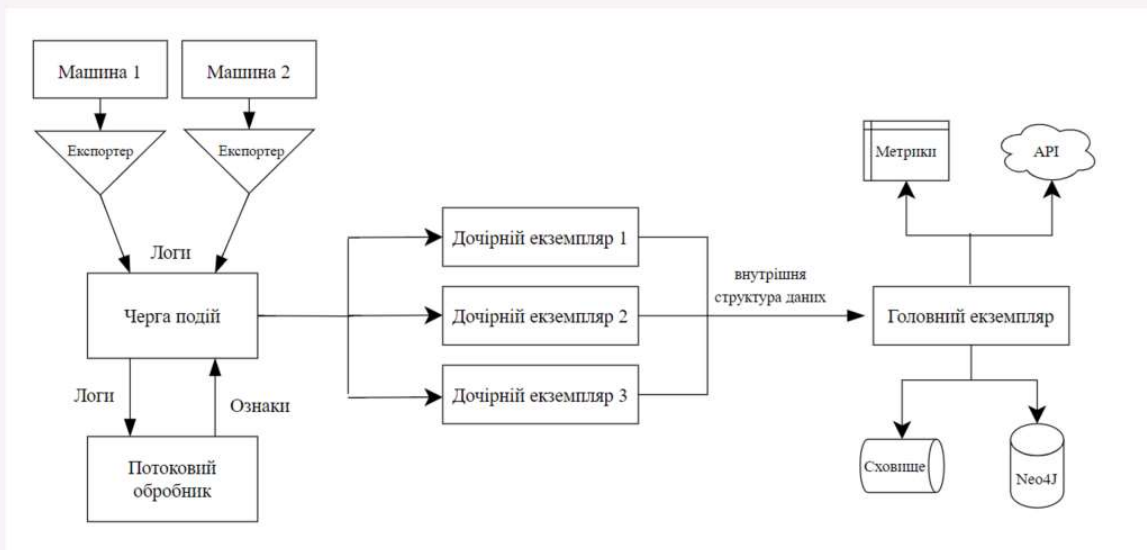 Машина 1
Машина 2
Експортер
Експортер
Логи
Черга подій
Логи
Ознаки
Потоковий
обробник
Дочірній екземпляр 1
Дочірній екземпляр 2
Дочірній екземпляр 3
внутрішня
структура даних
Метрики
API
Головний екземпляр
Сховище
Neo4J